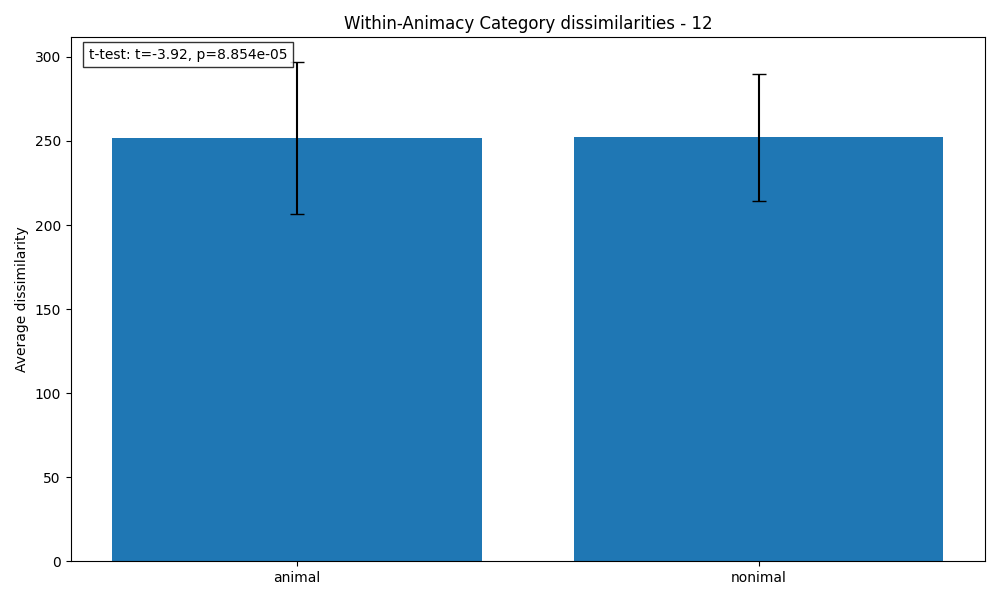 Within-Animacy Category dissimilarities - 12
t-test: t=-3.92, p=8.854e-05
300
250
200
150
100
50
0
Average dissimilarity
animal
nonimal